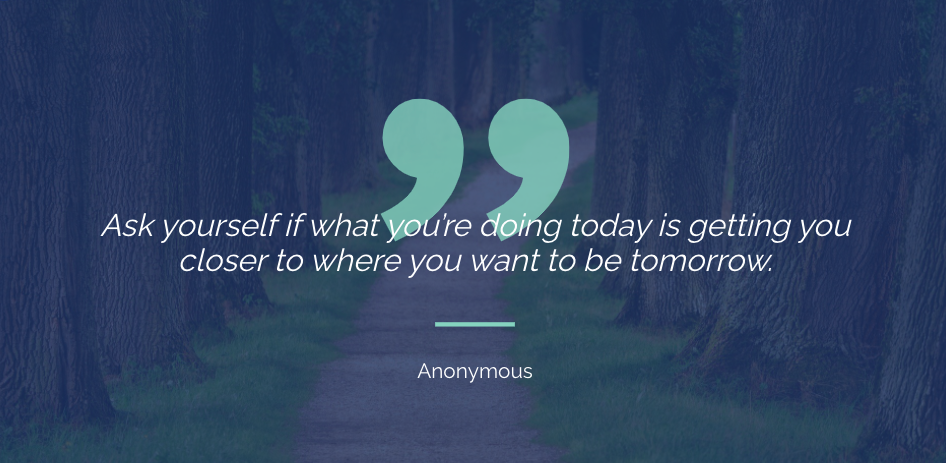 Ask yourself if what you're doing today is getting you
closer to where you want to be tomorrow.
Anonymous